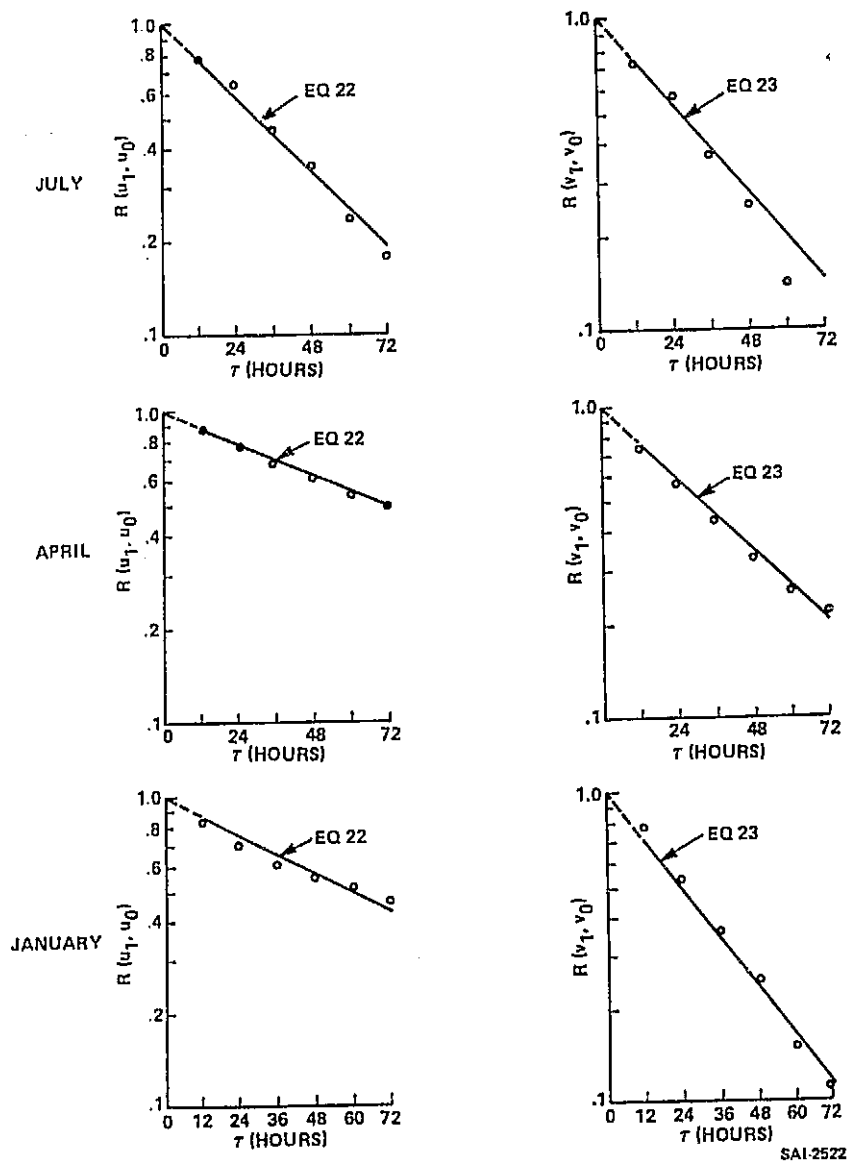 JULY
R (u1, u0)
1.0
.8
.6
.4
.2
.1
EQ 22
0 24 48 72
τ (HOURS)
R (v1, v0)
1.0
.1
EQ 23
0 24 48 72
τ (HOURS)
APRIL
R (u1, u0)
1.0
.8
.6
.2
.1
EQ 22
0 24 48 72
τ (HOURS)
R (v1, v0)
1.0
.1
EQ 23
0 24 48 72
τ (HOURS)
JANUARY
R (u1, u0)
1.0
.8
.6
.4
.2
.1
EQ 22
0 12 24 36 48 60 72
τ (HOURS)
R (v1, v0)
1.0
.1
EQ 23
0 12 24 36 48 60 72
τ (HOURS)
SAI-2522